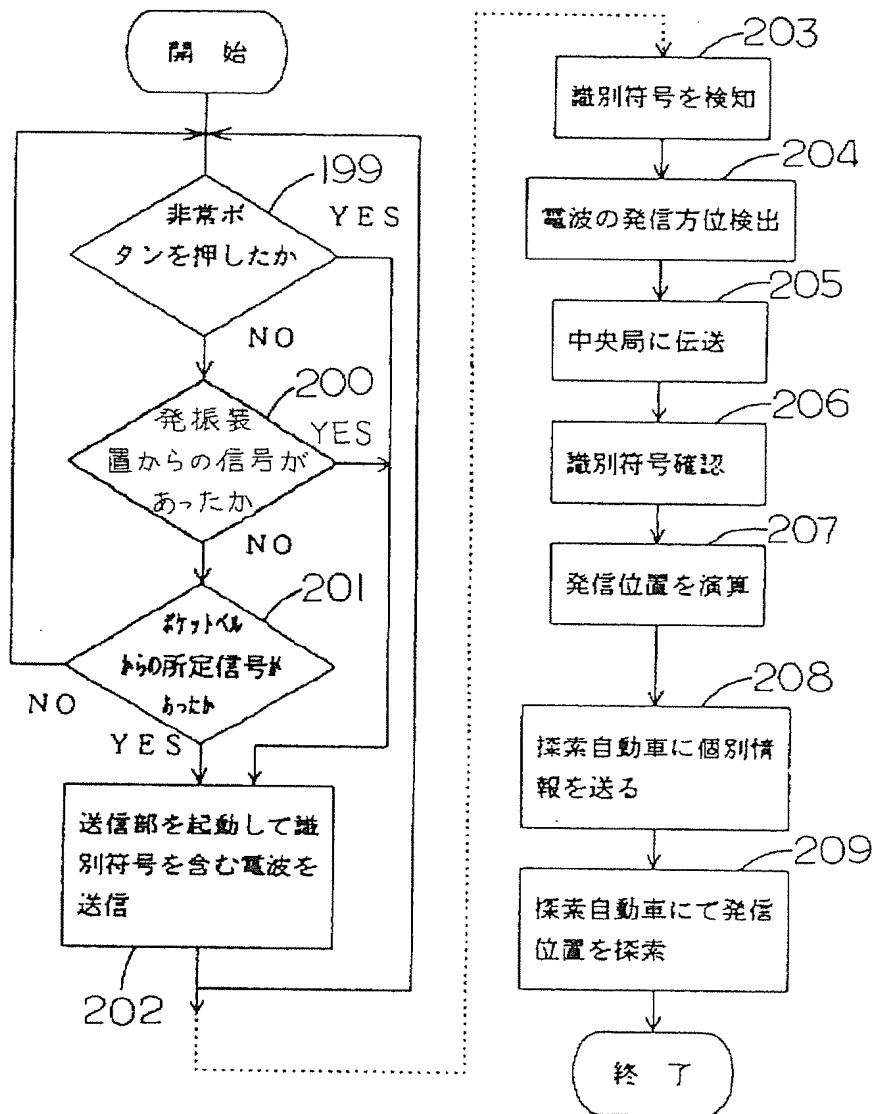 開始
199
非常ボ
タンを押したか
YES
NO
200
発振装
置からの信号が
あったか
YES
NO
201
ポケットベル
からの所定信号が
あったか
NO
YES
送信部を起動して識
別符号を含む電波を
送信
202
203
識別符号を検知
204
電波の発信方位検出
205
中央局に伝送
206
識別符号確認
207
発信位置を演算
208
探索自動車に個別情
報を送る
209
探索自動車にて発信
位置を探索
終了